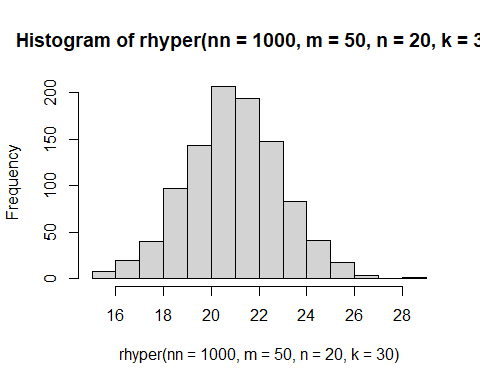 Histogram of rhyper(nn = 1000, m = 50, n = 20, k = 3
200
150
100
50
0
Frequency
16 18 20 22 24 26 28
rhyper(nn = 1000, m = 50, n = 20, k = 30)